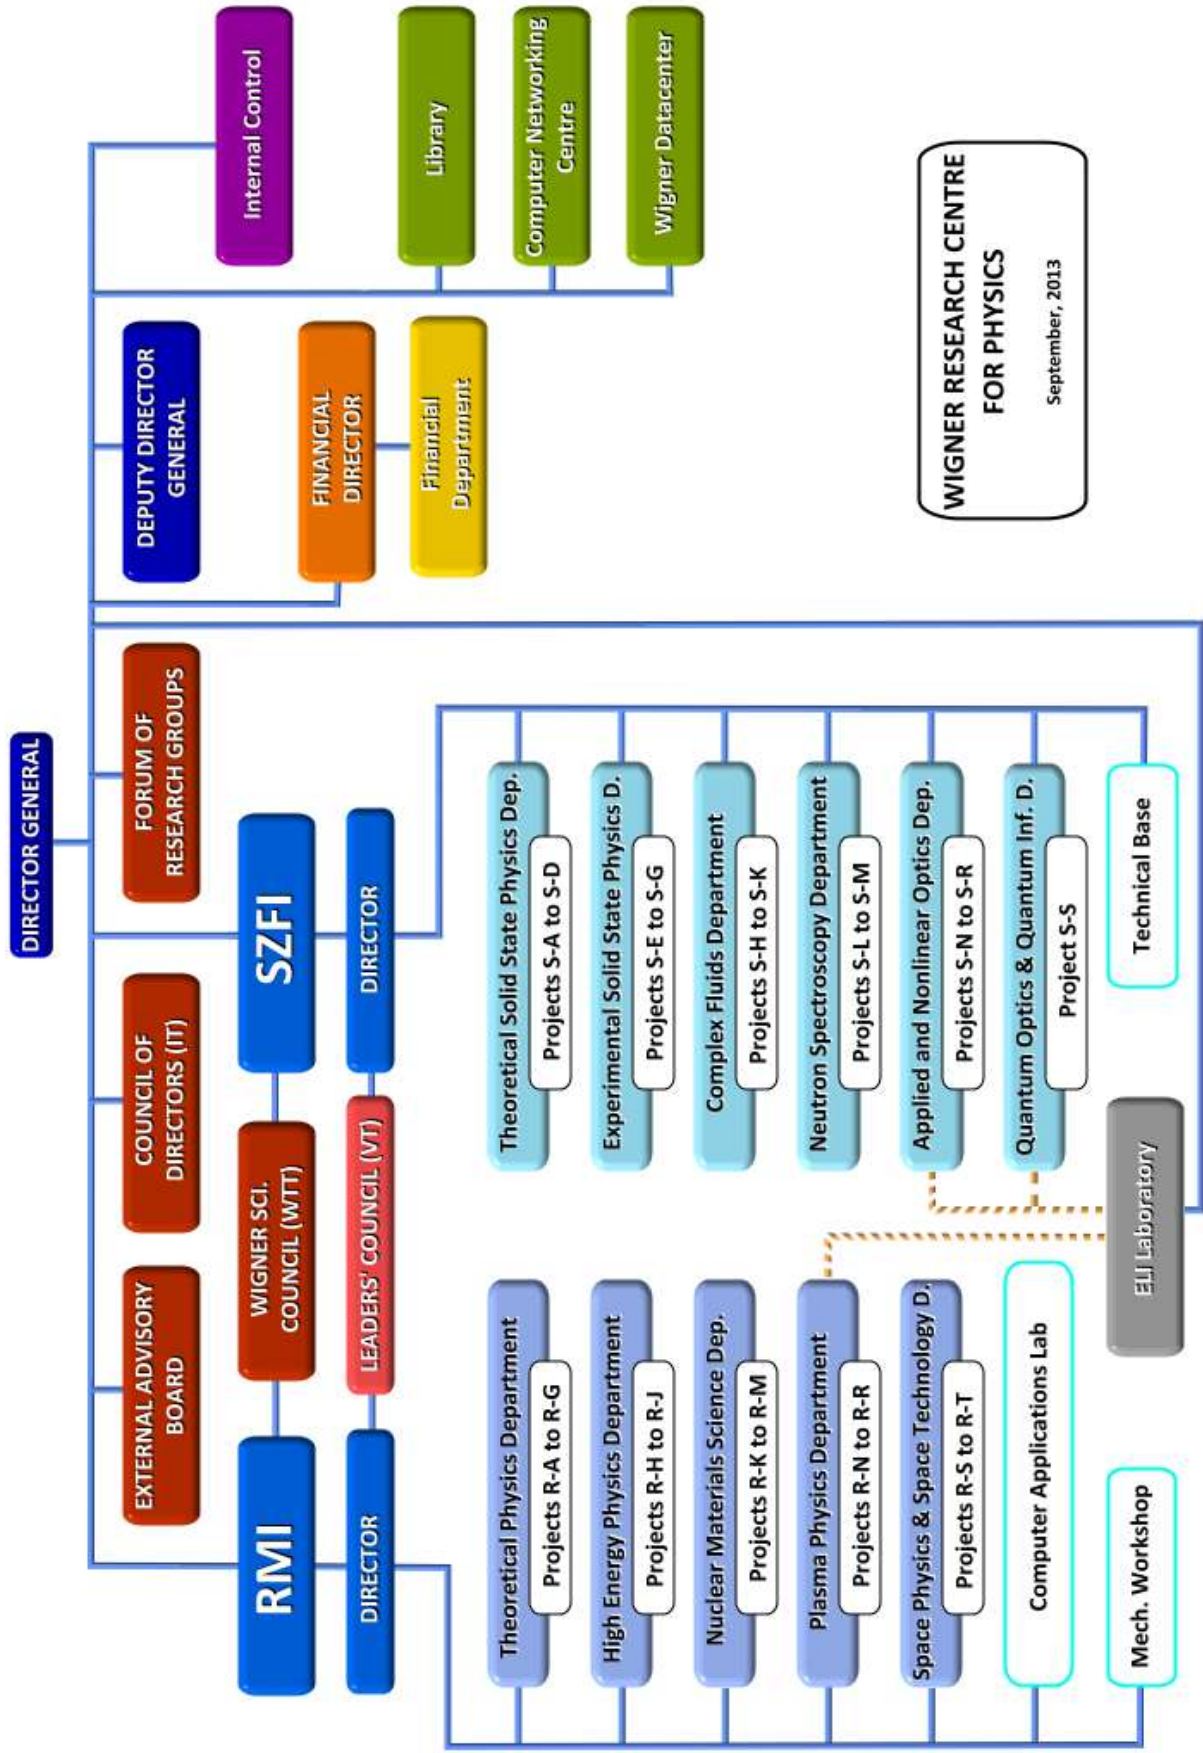 DIRECTOR GENERAL
EXTERNAL ADVISORY
BOARD
COUNCIL OF
DIRECTORS (IT)
FORUM OF
RESEARCH GROUPS
DEPUTY DIRECTOR
GENERAL
Internal Control
RMI
WIGNER SCI.
COUNCIL (WTT)
SZFI
FINANCIAL
DIRECTOR
Financial
Department
Library
Computer Networking
Centre
Wigner Datacenter
DIRECTOR
LEADERS' COUNCIL (VT)
DIRECTOR
Theoretical Physics Department
Projects R-A to R-G
High Energy Physics Department
Projects R-H to R-J
Nuclear Materials Science Dep.
Projects R-K to R-M
Plasma Physics Department
Projects R-N to R-R
Space Physics & Space Technology D.
Projects R-S to R-T
Computer Applications Lab
Mech. Workshop
Theoretical Solid State Physics Dep.
Projects S-A to S-D
Experimental Solid State Physics D.
Projects S-E to S-G
Complex Fluids Department
Projects S-H to S-K
Neutron Spectroscopy Department
Projects S-L to S-M
Applied and Nonlinear Optics Dep.
Projects S-N to S-R
Quantum Optics & Quantum Inf. D.
Project S-S
Technical Base
ELI Laboratory
WIGNER RESEARCH CENTRE
FOR PHYSICS
September, 2013